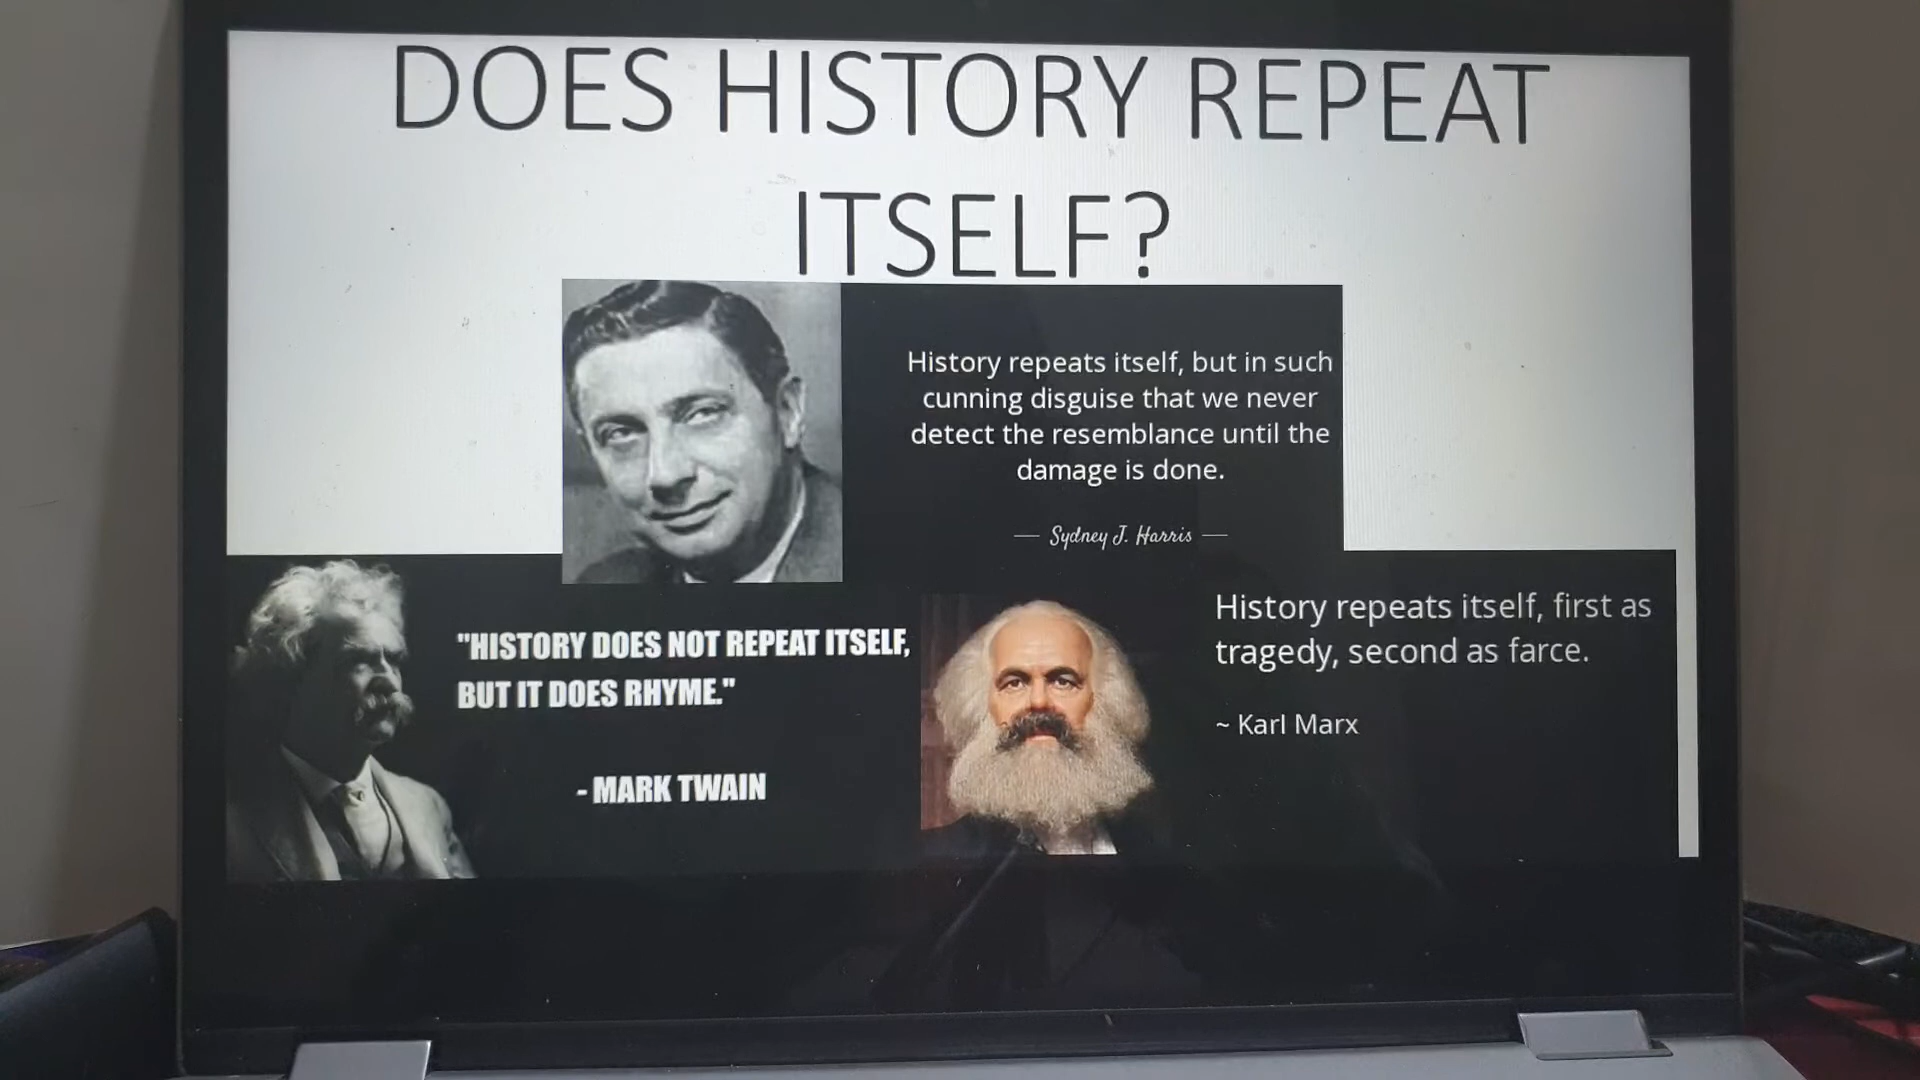 DOES HISTORY REPEAT
ITSELF?
History repeats itself, but in such
cunning disguise that we never
detect the resemblance until the
damage is done.
— Sydney J. Harris —
"HISTORY DOES NOT REPEAT ITSELF,
BUT IT DOES RHYME."
- MARK TWAIN
History repeats itself, first as
tragedy, second as farce.
~ Karl Marx